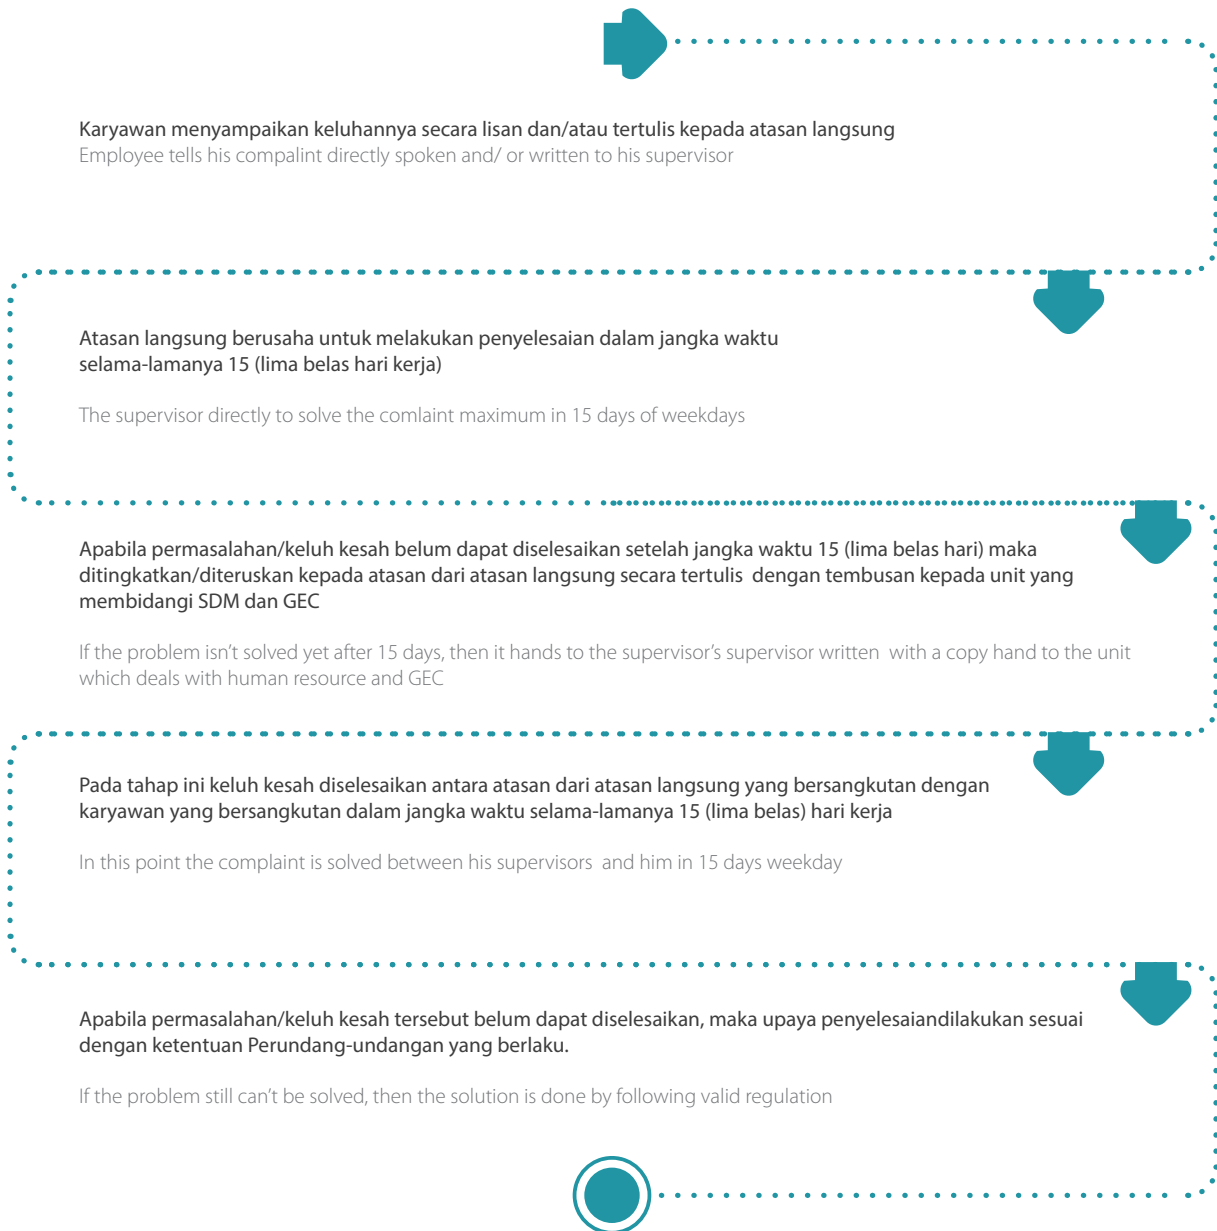 Karyawan menyampaikan keluhannya secara lisan dan/atau tertulis kepada atasan langsung
Employee tells his compalint directly spoken and/ or written to his supervisor
Atasan langsung berusaha untuk melakukan penyelesaian dalam jangka waktu
selama-lamanya 15 (lima belas hari kerja)
The supervisor directly to solve the comlaint maximum in 15 days of weekdays
Apabila permasalahan/keluh kesah belum dapat diselesaikan setelah jangka waktu 15 (lima belas hari) maka
ditingkatkan/diteruskan kepada atasan dari atasan langsung secara tertulis dengan tembusan kepada unit yang
membidangi SDM dan GEC
If the problem isn't solved yet after 15 days, then it hands to the supervisor's supervisor written with a copy hand to the unit
which deals with human resource and GEC
Pada tahap ini keluh kesah diselesaikan antara atasan dari atasan langsung yang bersangkutan dengan
karyawan yang bersangkutan dalam jangka waktu selama-lamanya 15 (lima belas) hari kerja
In this point the complaint is solved between his supervisors and him in 15 days weekday
Apabila permasalahan/keluh kesah tersebut belum dapat diselesaikan, maka upaya penyelesaiandilakukan sesuai
dengan ketentuan Perundang-undangan yang berlaku.
If the problem still can't be solved, then the solution is done by following valid regulation